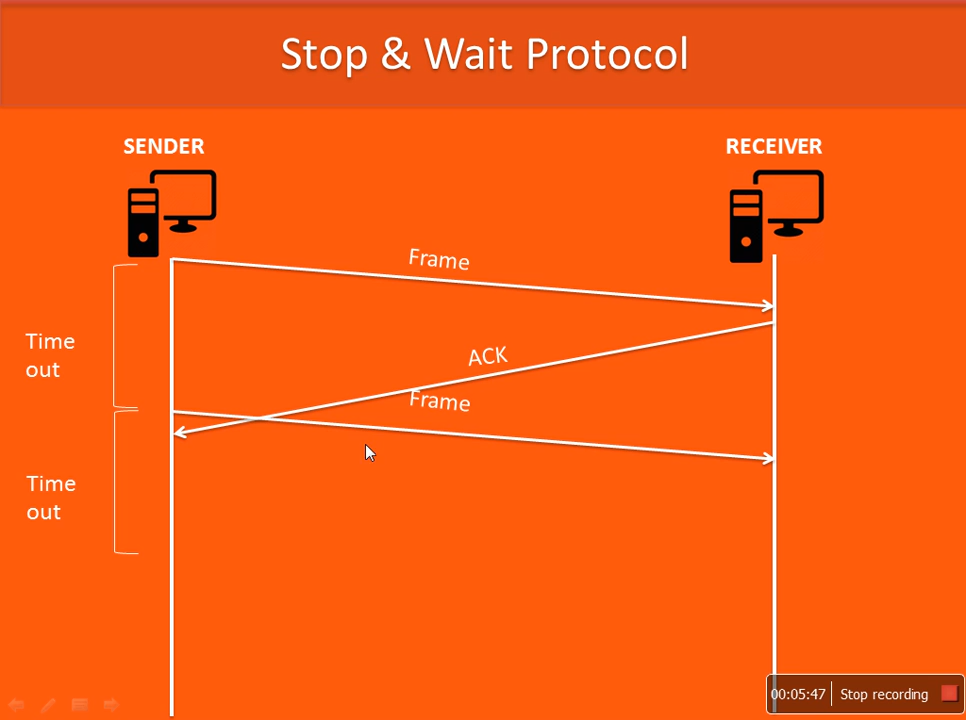 Stop & Wait Protocol
SENDER
RECEIVER
Frame
Time
out
ACK
Frame
Time
out
00:05:47
Stop recording